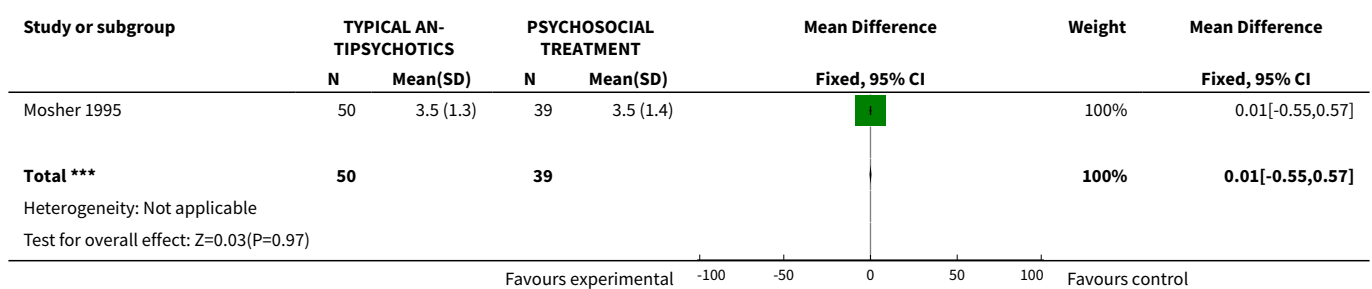 Study or subgroup TYPICAL AN- PSYCHOSOCIAL Mean Difference Weight Mean Difference
TIPSYCHOTICS TREATMENT
N Mean(SD) N Mean(SD) Fixed, 95% CI Fixed, 95% CI
Mosher 1995 50 3.5 (1.3) 39 3.5 (1.4) 100% 0.01[-0.55,0.57]
Total *** 50 39 100% 0.01[-0.55,0.57]
Heterogeneity: Not applicable
Test for overall effect: Z=0.03(P=0.97)
Favours experimental -100 -50 0 50 100 Favours control